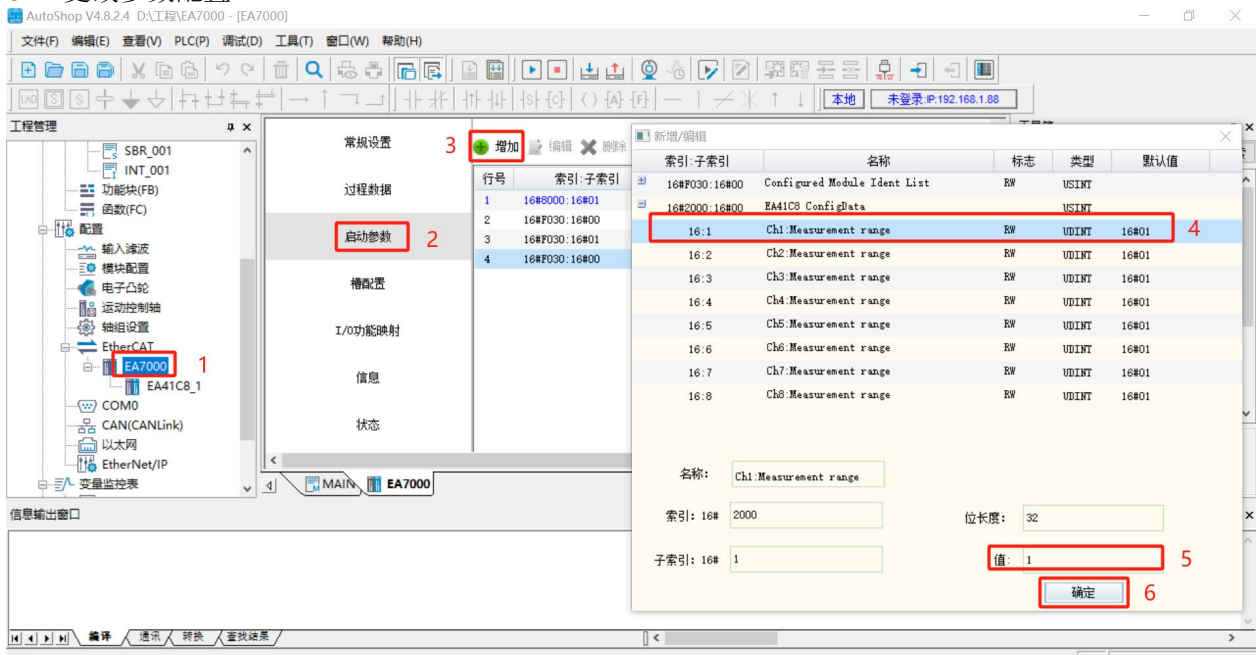 AutoShop V4.8.2.4 D:\工程\EA7000 - [EA7000]
文件(F) 编辑(E) 查看(V) PLC(P) 调试(D) 工具(T) 窗口(W) 帮助(H)
本地 未登录:IP:192.168.1.88
工程管理
SBR_001
INT_001
功能块(FB)
函数(FC)
配置
输入滤波
模块配置
电子凸轮
运动控制轴
轴组设置
EtherCAT
EA7000 1
EA41C8_1
COM0
CAN(CANLink)
以太网
EtherNet/IP
变量监控表
常规设置
过程数据
启动参数 2
槽配置
I/O功能映射
信息
状态
3 增加 编辑 删除
行号 索引:子索引
1 16#8000:16#01
2 16#F030:16#00
3 16#F030:16#01
4 16#F030:16#00
MAIN EA7000
新增/编辑
索引:子索引 名称 标志 类型 默认值
16#F030:16#00 Configured Module Ident List RW USINT
16#2000:16#00 EA41C8 ConfigData USINT
16:1 Ch1:Measurement range RW UDINT 16#01 4
16:2 Ch2:Measurement range RW UDINT 16#01
16:3 Ch3:Measurement range RW UDINT 16#01
16:4 Ch4:Measurement range RW UDINT 16#01
16:5 Ch5:Measurement range RW UDINT 16#01
16:6 Ch6:Measurement range RW UDINT 16#01
16:7 Ch7:Measurement range RW UDINT 16#01
16:8 Ch8:Measurement range RW UDINT 16#01
名称: Ch1:Measurement range
索引: 16# 2000 位长度: 32
子索引: 16# 1 值: 1 5
确定 6
信息输出窗口
编译 通讯 转换 查找结果